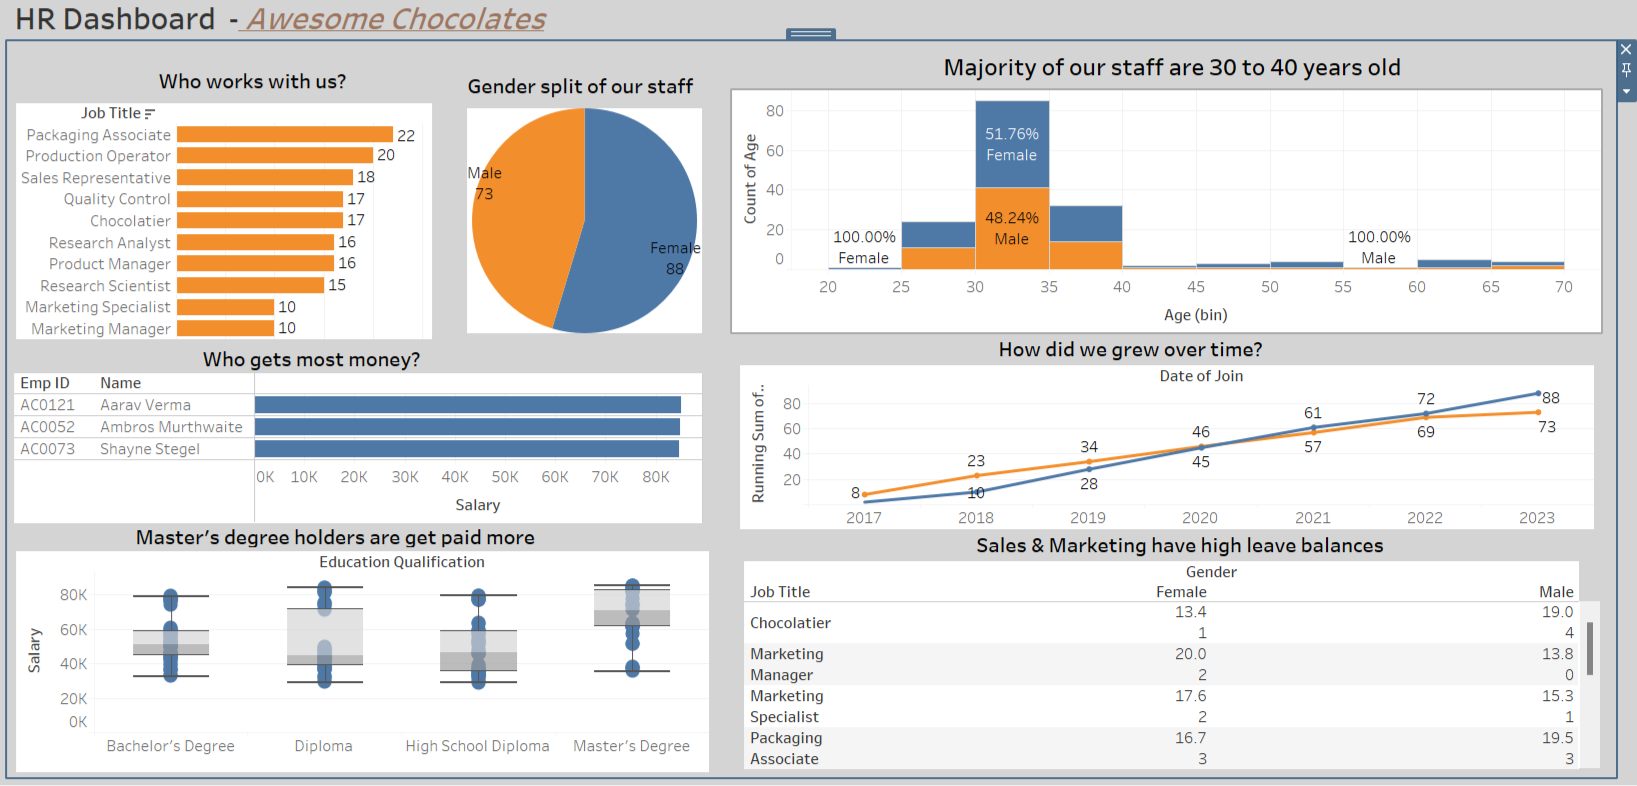 HR Dashboard - Awesome Chocolates
Who works with us?
Job Title
Packaging Associate 22
Production Operator 20
Sales Representative 18
Quality Control 17
Chocolatier 17
Research Analyst 16
Product Manager 16
Research Scientist 15
Marketing Specialist 10
Marketing Manager 10
Gender split of our staff
Male
73
Female
88
Majority of our staff are 30 to 40 years old
Count of Age
80
60
40
20
0
51.76%
Female
48.24%
Male
100.00%
Female
100.00%
Male
20 25 30 35 40 45 50 55 60 65 70
Age (bin)
Who gets most money?
Emp ID Name
AC0121 Aarav Verma
AC0052 Ambros Murthwaite
AC0073 Shayne Stegel
0K 10K 20K 30K 40K 50K 60K 70K 80K
Salary
How did we grew over time?
Date of Join
Running Sum of..
80
60
40
20
8 23 34 46 61 72 88
10 28 45 57 69 73
2017 2018 2019 2020 2021 2022 2023
Master's degree holders are get paid more
Education Qualification
Salary
80K
60K
40K
20K
0K
Bachelor's Degree Diploma High School Diploma Master's Degree
Sales & Marketing have high leave balances
Gender
Job Title Female Male
Chocolatier 13.4 19.0
1 4
Marketing 20.0 13.8
Manager 2 0
Marketing 17.6 15.3
Specialist 2 1
Packaging 16.7 19.5
Associate 3 3